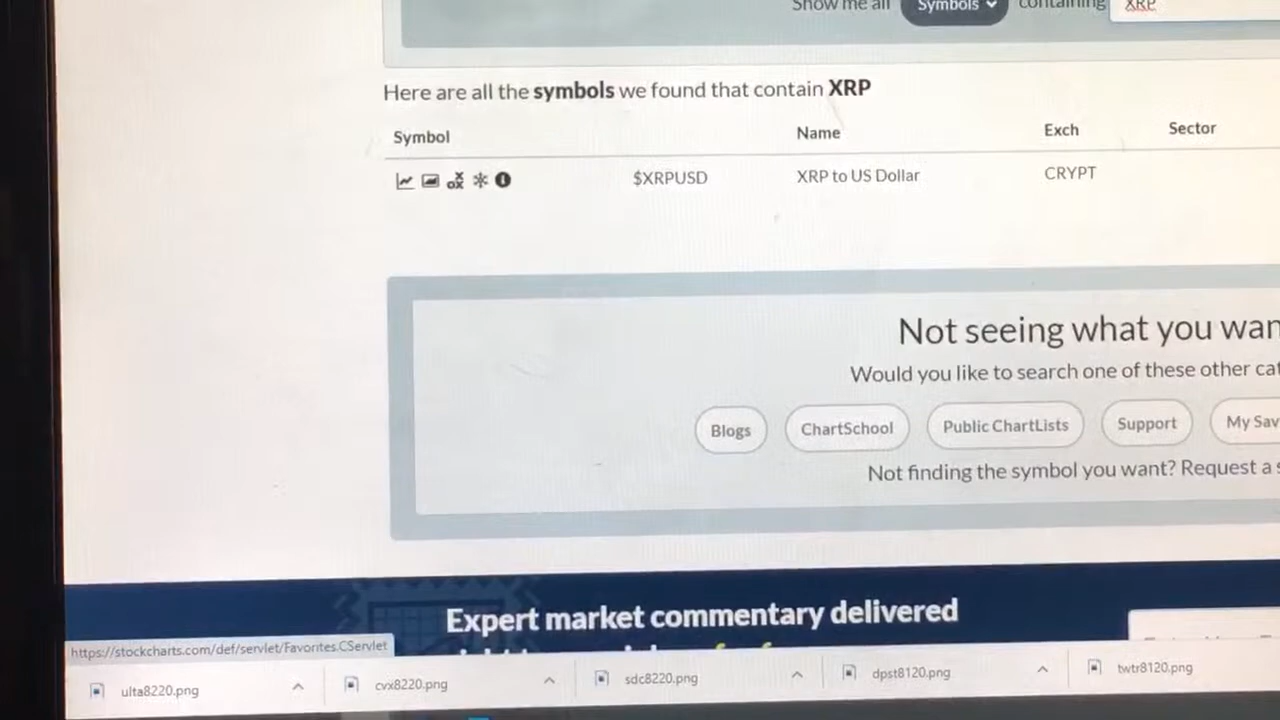 Show me all Symbols containing XRP
Here are all the symbols we found that contain XRP
Symbol Name Exch Sector
$XRPUSD XRP to US Dollar CRYPT
Not seeing what you wan
Would you like to search one of these other cat
Blogs ChartSchool Public ChartLists Support My Sav
Not finding the symbol you want? Request a s
Expert market commentary delivered
https://stockcharts.com/def/servlet/Favorites.CServlet
ulta8220.png cvx8220.png sdc8220.png dpst8120.png twtr8120.png